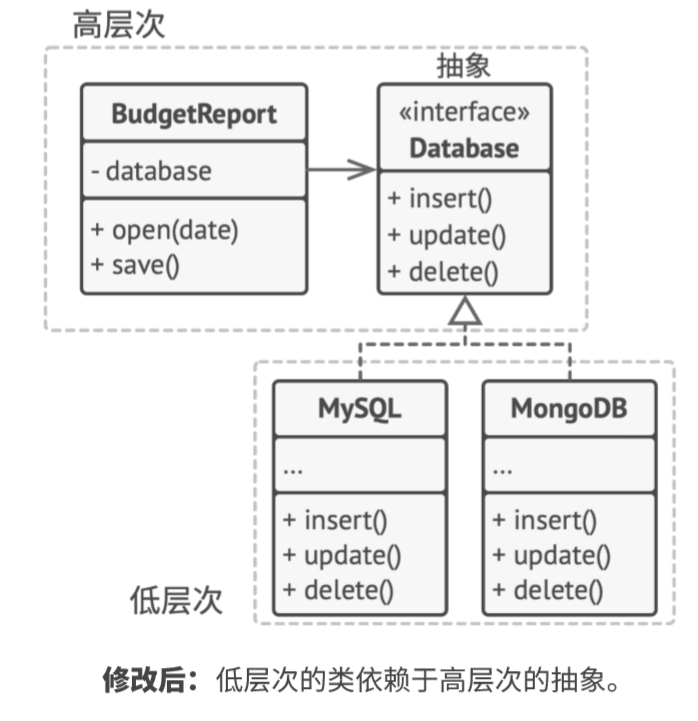 高层次
抽象
BudgetReport
- database
+ open(date)
+ save()
«interface»
Database
+ insert()
+ update()
+ delete()
MySQL
...
+ insert()
+ update()
+ delete()
MongoDB
...
+ insert()
+ update()
+ delete()
低层次
修改后：低层次的类依赖于高层次的抽象。